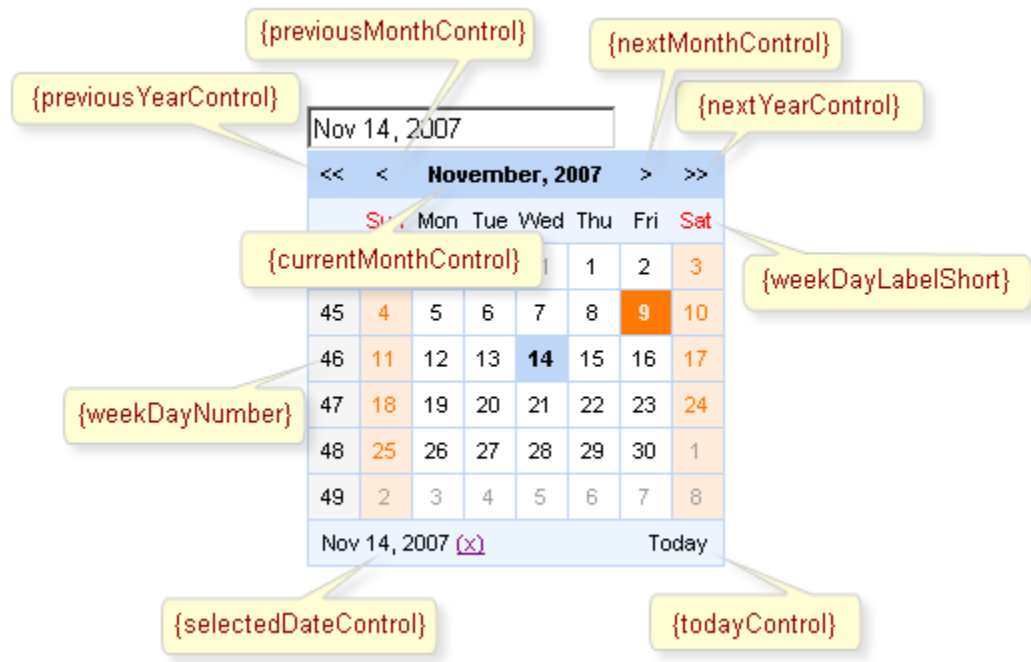 {previousMonthControl}
{nextMonthControl}
{previousYearControl}
{nextYearControl}
Nov 14, 2007
<< < November, 2007 > >>
Sun Mon Tue Wed Thu Fri Sat
{currentMonthControl}
1 2 3
{weekDayLabelShort}
45 4 5 6 7 8 9 10
46 11 12 13 14 15 16 17
{weekDayNumber}
47 18 19 20 21 22 23 24
48 25 26 27 28 29 30 1
49 2 3 4 5 6 7 8
Nov 14, 2007 (x) Today
{selectedDateControl}
{todayControl}